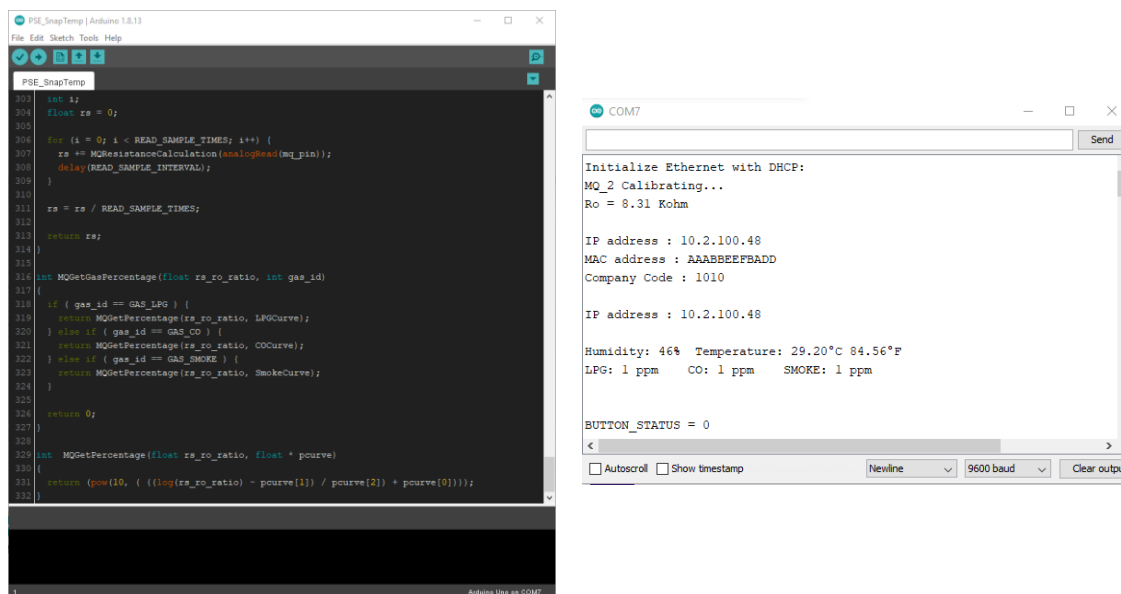 PSE_SnapTemp | Arduino 1.8.13
File Edit Sketch Tools Help
PSE_SnapTemp
303 int i;
304 float rs = 0;
305
306 for (i = 0; i < READ_SAMPLE_TIMES; i++) {
307 rs += MQResistanceCalculation(analogRead(mq_pin));
308 delay(READ_SAMPLE_INTERVAL);
309 }
310
311 rs = rs / READ_SAMPLE_TIMES;
312
313 return rs;
314 }
315
316 int MQGetGasPercentage(float rs_ro_ratio, int gas_id)
317 {
318 if ( gas_id == GAS_LPG ) {
319 return MQGetPercentage(rs_ro_ratio, LPGCurve);
320 } else if ( gas_id == GAS_CO ) {
321 return MQGetPercentage(rs_ro_ratio, COCurve);
322 } else if ( gas_id == GAS_SMOKE ) {
323 return MQGetPercentage(rs_ro_ratio, SmokeCurve);
324 }
325
326 return 0;
327 }
328
329 int MQGetPercentage(float rs_ro_ratio, float * pcurve)
330 {
331 return (pow(10, ( ((log(rs_ro_ratio) - pcurve[1]) / pcurve[2]) + pcurve[0])));
332 }
1
Arduino Uno on COM7
COM7
Send
Initialize Ethernet with DHCP:
MQ_2 Calibrating...
Ro = 8.31 Kohm
IP address : 10.2.100.48
MAC address : AAABBEEFBADD
Company Code : 1010
IP address : 10.2.100.48
Humidity: 46% Temperature: 29.20°C 84.56°F
LPG: 1 ppm CO: 1 ppm SMOKE: 1 ppm
BUTTON_STATUS = 0
Autoscroll Show timestamp Newline 9600 baud Clear outpu